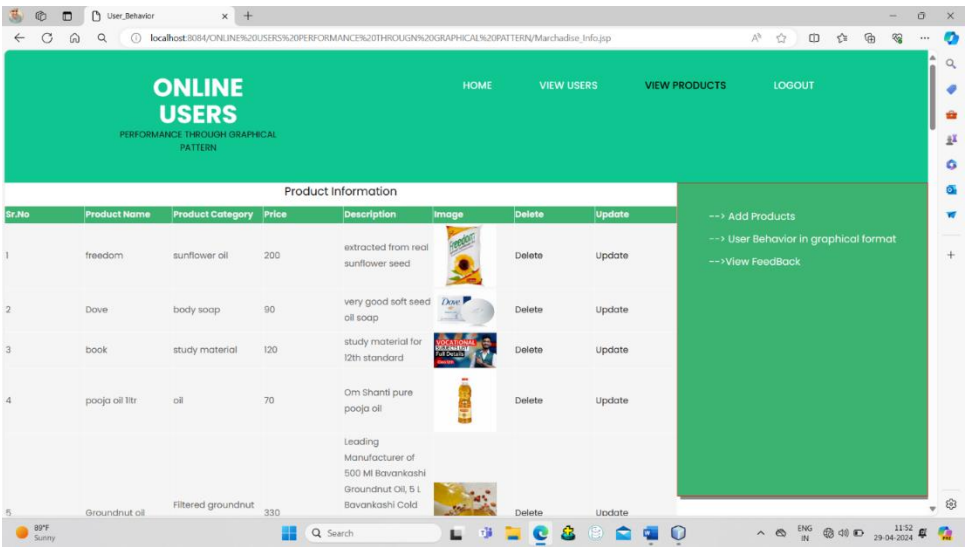 User_Behavior
localhost:8084/ONLINE%20USERS%20PERFORMANCE%20THROUGN%20GRAPHICAL%20PATTERN/Marchadise_Info.jsp
ONLINE
USERS
PERFORMANCE THROUGH GRAPHICAL
PATTERN
HOME VIEW USERS VIEW PRODUCTS LOGOUT
Product Information
Sr.No Product Name Product Category Price Description Image Delete Update
1 freedom sunflower oil 200 extracted from real
sunflower seed
Freedom
Delete Update
2 Dove body soap 90 very good soft seed
oil soap
Dove
Delete Update
3 book study material 120 study material for
12th standard
VOCATIONAL
Full Details
Delete Update
4 pooja oil 1ltr oil 70 Om Shanti pure
pooja oil
Delete Update
5 Groundnut oil Filtered groundnut 330 Leading
Manufacturer of
500 Ml Bavankashi
Groundnut Oil, 5 L
Bavankashi Cold
Delete Update
--> Add Products
--> User Behavior in graphical format
-->View FeedBack
89°F
Sunny
Search
ENG
IN
11:52
29-04-2024